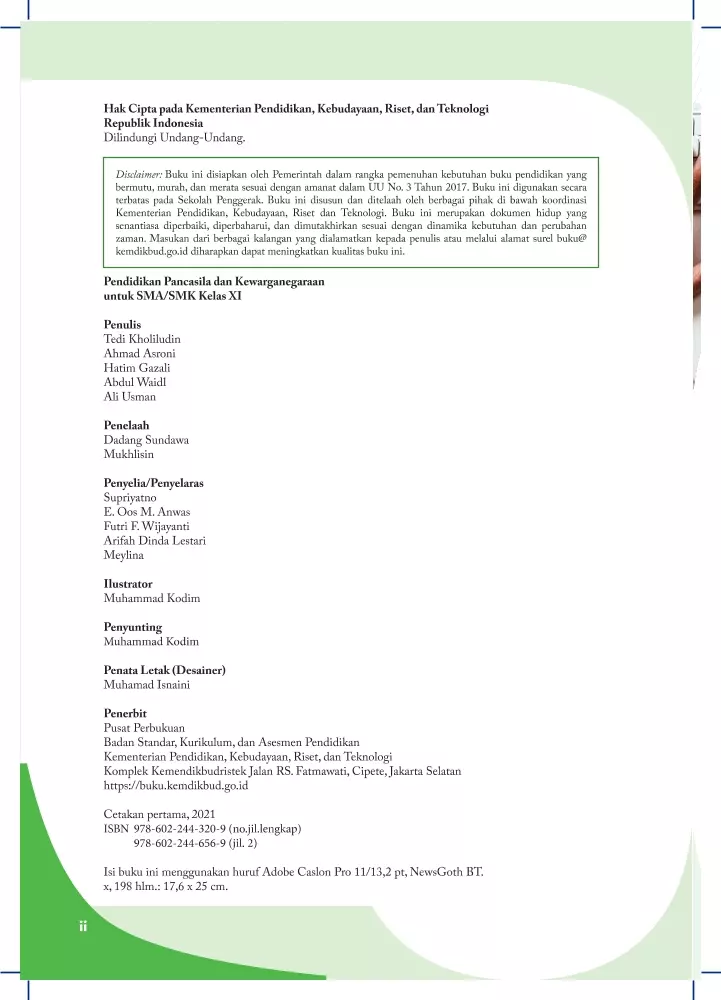 Hak Cipta pada Kementerian Pendidikan, Kebudayaan, Riset, dan Teknologi
Republik Indonesia
Dilindungi Undang-Undang.
Disclaimer: Buku ini disiapkan oleh Pemerintah dalam rangka pemenuhan kebutuhan buku pendidikan yang
bermutu, murah, dan merata sesuai dengan amanat dalam UU No. 3 Tahun 2017. Buku ini digunakan secara
terbatas pada Sekolah Penggerak. Buku ini disusun dan ditelaah oleh berbagai pihak di bawah koordinasi
Kementerian Pendidikan, Kebudayaan, Riset dan Teknologi. Buku ini merupakan dokumen hidup yang
senantiasa diperbaiki, diperbaharui, dan dimutakhirkan sesuai dengan dinamika kebutuhan dan perubahan
zaman. Masukan dari berbagai kalangan yang dialamatkan kepada penulis atau melalui alamat surel buku@
kemdikbud.go.id diharapkan dapat meningkatkan kualitas buku ini.
Pendidikan Pancasila dan Kewarganegaraan
untuk SMA/SMK Kelas XI
Penulis
Tedi Kholiludin
Ahmad Asroni
Hatim Gazali
Abdul Waidl
Ali Usman
Penelaah
Dadang Sundawa
Mukhlisin
Penyelia/Penyelaras
Supriyatno
E. Oos M. Anwas
Futri F. Wijayanti
Arifah Dinda Lestari
Meylina
Ilustrator
Muhammad Kodim
Penyunting
Muhammad Kodim
Penata Letak (Desainer)
Muhamad Isnaini
Penerbit
Pusat Perbukuan
Badan Standar, Kurikulum, dan Asesmen Pendidikan
Kementerian Pendidikan, Kebudayaan, Riset, dan Teknologi
Komplek Kemendikbudristek Jalan RS. Fatmawati, Cipete, Jakarta Selatan
https://buku.kemdikbud.go.id
Cetakan pertama, 2021
ISBN 978-602-244-320-9 (no.jil.lengkap)
978-602-244-656-9 (jil. 2)
Isi buku ini menggunakan huruf Adobe Caslon Pro 11/13,2 pt, NewsGoth BT.
x, 198 hlm.: 17,6 x 25 cm.
ii